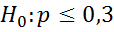 H₀: p ≤ 0,3